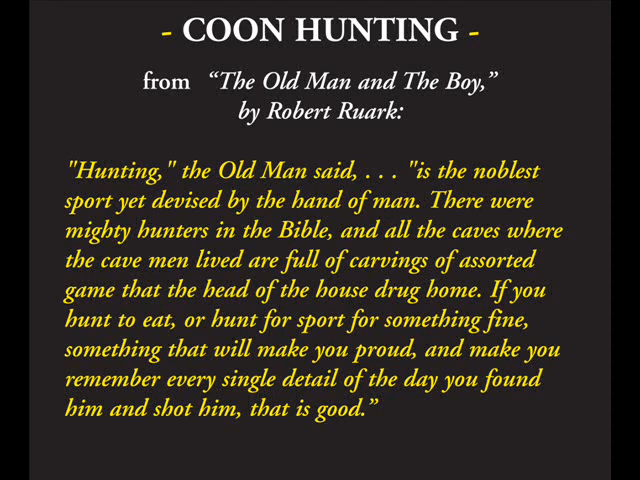 - COON HUNTING -
from “The Old Man and The Boy,”
by Robert Ruark:
"Hunting," the Old Man said, . . . "is the noblest
sport yet devised by the hand of man. There were
mighty hunters in the Bible, and all the caves where
the cave men lived are full of carvings of assorted
game that the head of the house drug home. If you
hunt to eat, or hunt for sport for something fine,
something that will make you proud, and make you
remember every single detail of the day you found
him and shot him, that is good.”